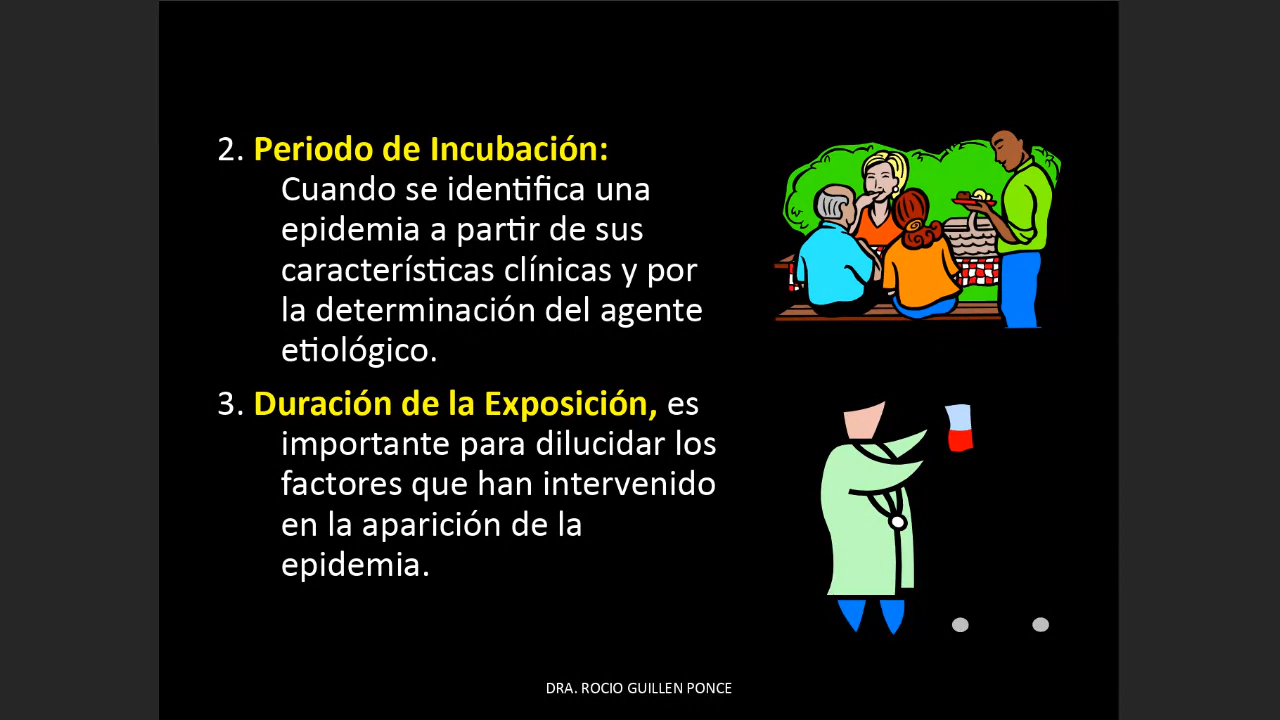 2. Periodo de Incubación:
Cuando se identifica una
epidemia a partir de sus
características clínicas y por
la determinación del agente
etiológico.
3. Duración de la Exposición, es
importante para dilucidar los
factores que han intervenido
en la aparición de la
epidemia.
DRA. ROCIO GUILLEN PONCE